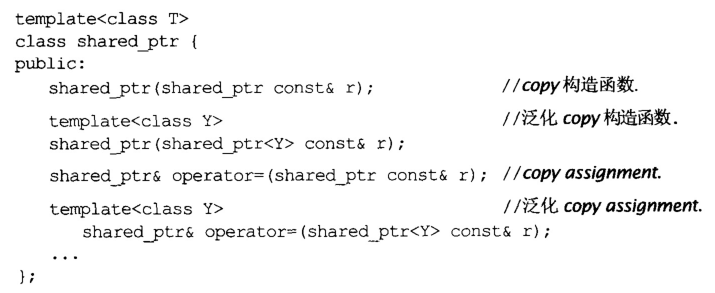 template<class T>
class shared_ptr {
public:
shared_ptr(shared_ptr const& r); //copy 构造函数.
template<class Y> //泛化 copy 构造函数.
shared_ptr(shared_ptr<Y> const& r);
shared_ptr& operator=(shared_ptr const& r); //copy assignment.
template<class Y> //泛化 copy assignment.
shared_ptr& operator=(shared_ptr<Y> const& r);
...
};